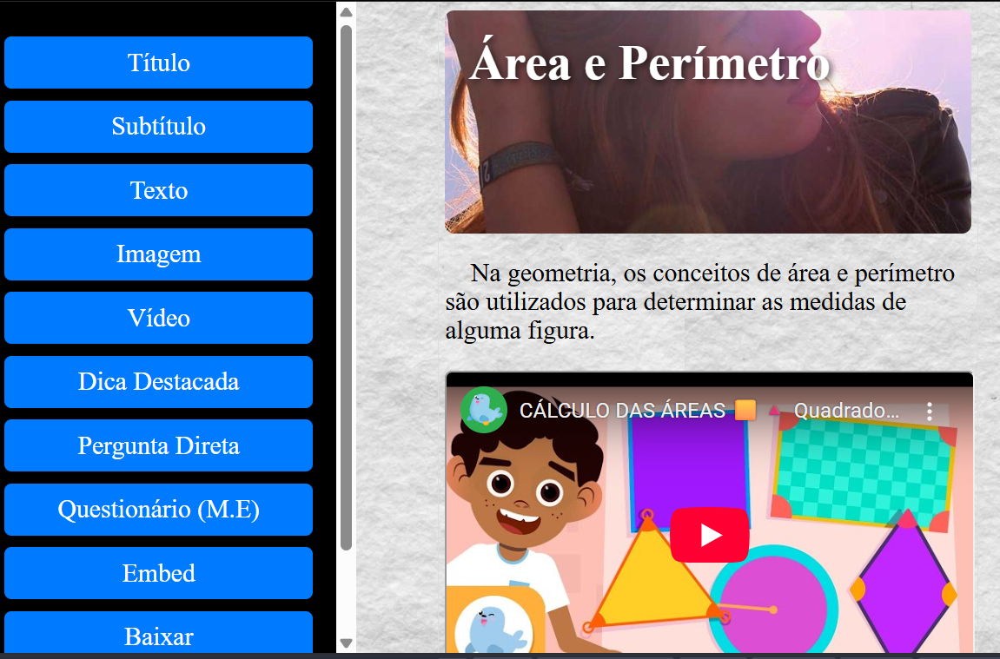 Título
Subtítulo
Texto
Imagem
Vídeo
Dica Destacada
Pergunta Direta
Questionário (M.E)
Embed
Baixar
Área e Perímetro
Na geometria, os conceitos de área e perímetro
são utilizados para determinar as medidas de
alguma figura.
CÁLCULO DAS ÁREAS 🟧 🔺 Quadrado...